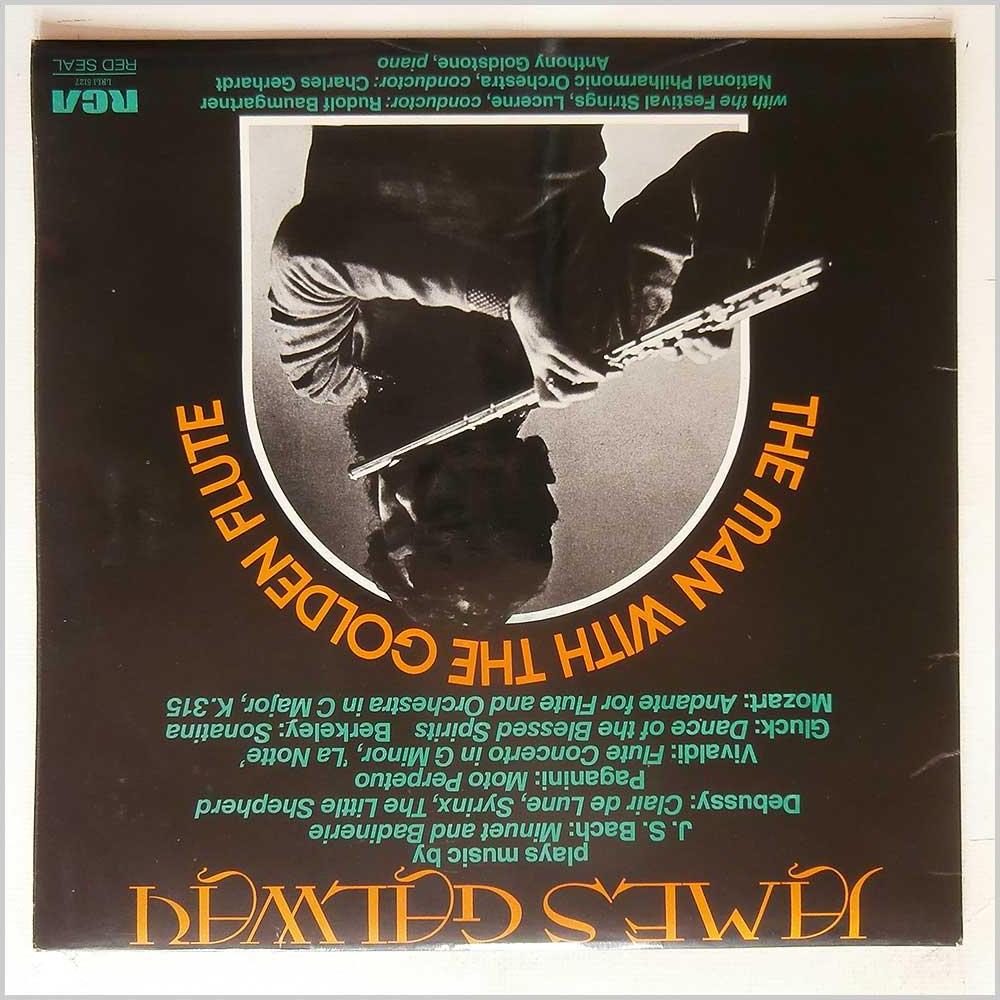 JAMES GALWAY
plays music by
J. S. Bach: Minuet and Badinerie
Debussy: Clair de Lune, Syrinx, The Little Shepherd
Paganini: Moto Perpetuo
Vivaldi: Flute Concerto in G Minor, 'La Notte'
Gluck: Dance of the Blessed Spirits Berkeley: Sonatina
Mozart: Andante for Flute and Orchestra in C Major, K.315
THE MAN WITH THE GOLDEN FLUTE
with the Festival Strings, Lucerne, conductor: Rudolf Baumgartner
National Philharmonic Orchestra, conductor: Charles Gerhardt
Anthony Goldstone, piano
RCA
LRL1 5127
RED SEAL